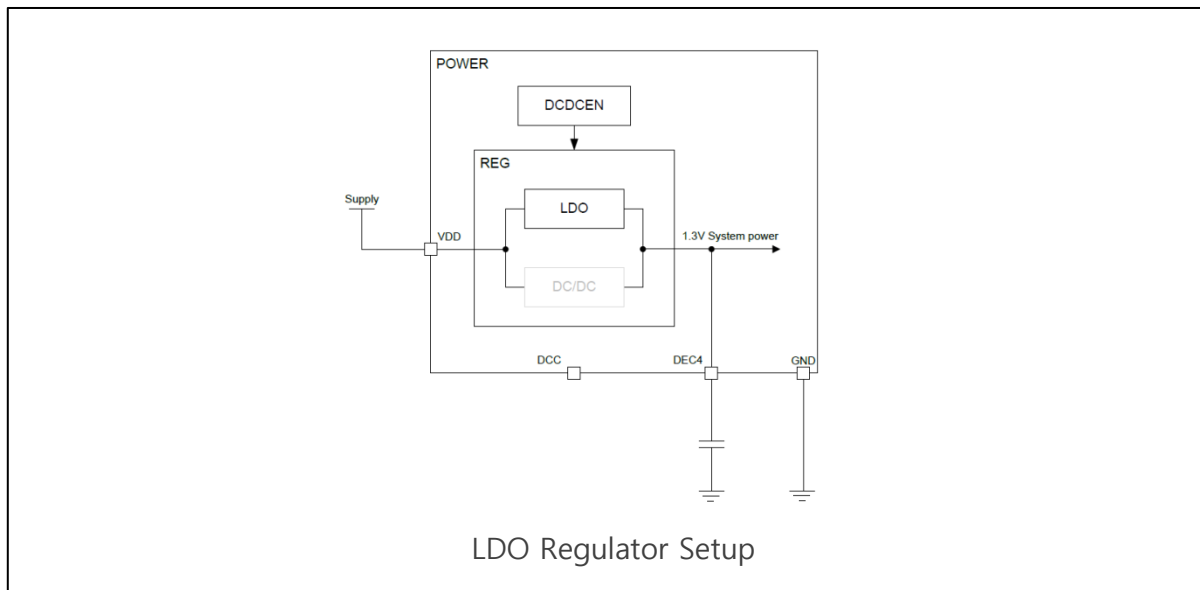 POWER
DCDCEN
REG
Supply
LDO
VDD
1.3V System power
DC/DC
DCC
DEC4
GND
LDO Regulator Setup